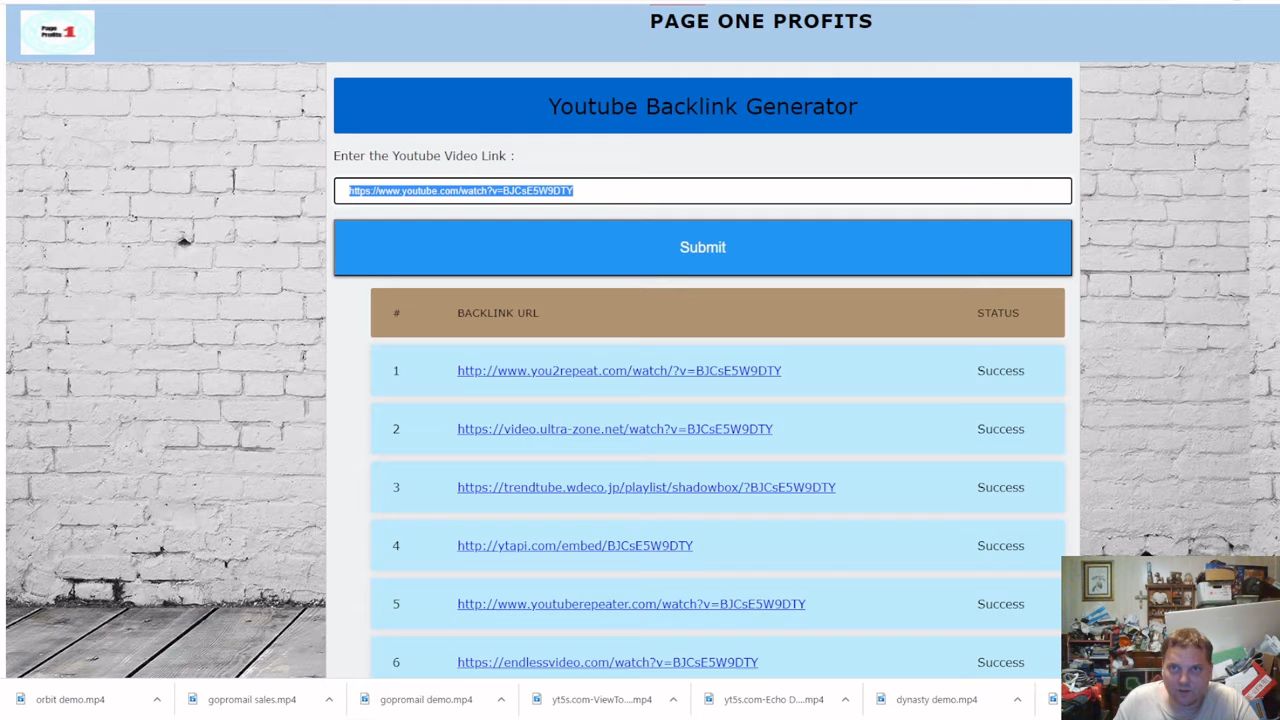 Page
Profits 1
PAGE ONE PROFITS
Youtube Backlink Generator
Enter the Youtube Video Link :
https://www.youtube.com/watch?v=BJCsE5W9DTY
Submit
# BACKLINK URL STATUS
1 http://www.you2repeat.com/watch/?v=BJCsE5W9DTY Success
2 https://video.ultra-zone.net/watch?v=BJCsE5W9DTY Success
3 https://trendtube.wdeco.jp/playlist/shadowbox/?BJCsE5W9DTY Success
4 http://ytapi.com/embed/BJCsE5W9DTY Success
5 http://www.youtuberepeater.com/watch?v=BJCsE5W9DTY Success
6 https://endlessvideo.com/watch?v=BJCsE5W9DTY Success
orbit demo.mp4 gopromail sales.mp4 gopromail demo.mp4 yt5s.com-ViewTo....mp4 yt5s.com-Echo D....mp4 dynasty demo.mp4